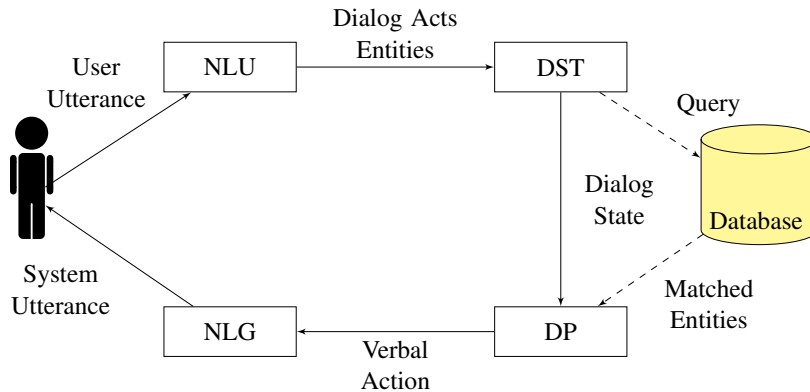 Dialog Acts
Entities
User
Utterance
NLU
DST
Query
Dialog
State
Database
System
Utterance
NLG
Verbal
Action
DP
Matched
Entities